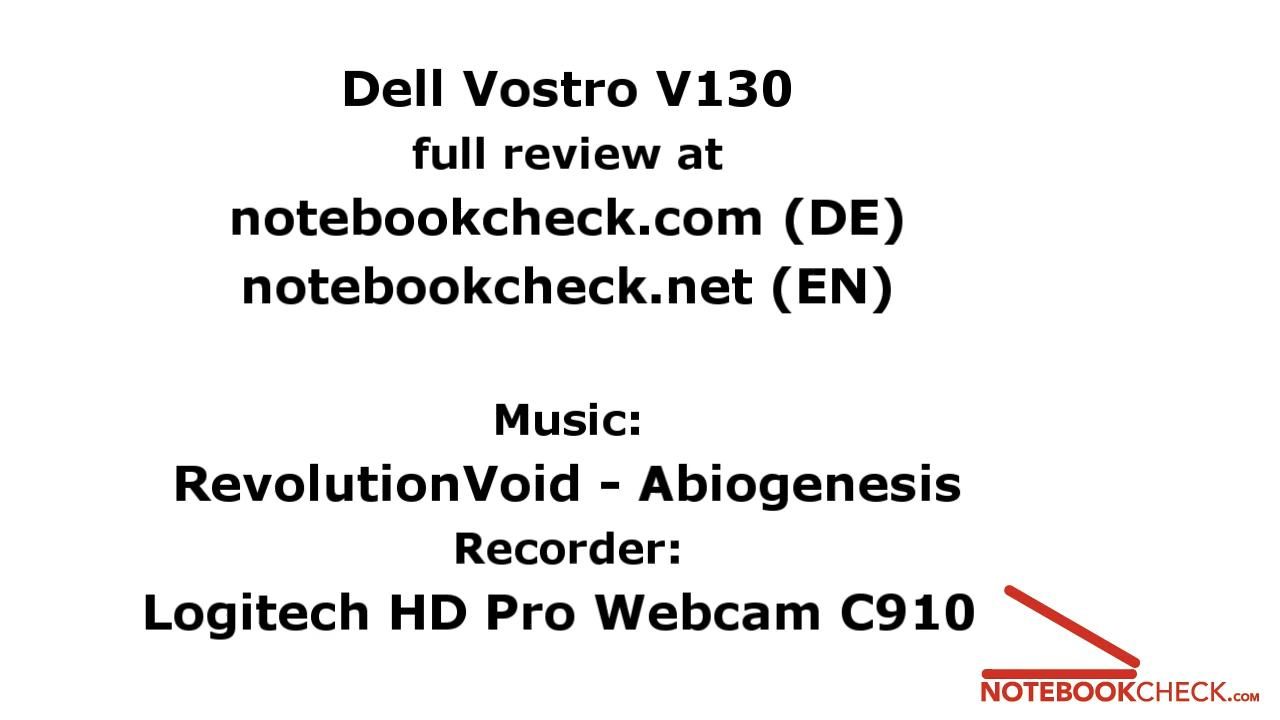 Dell Vostro V130
full review at
notebookcheck.com (DE)
notebookcheck.net (EN)
Music:
RevolutionVoid - Abiogenesis
Recorder:
Logitech HD Pro Webcam C910
NOTEBOOKCHECK.COM